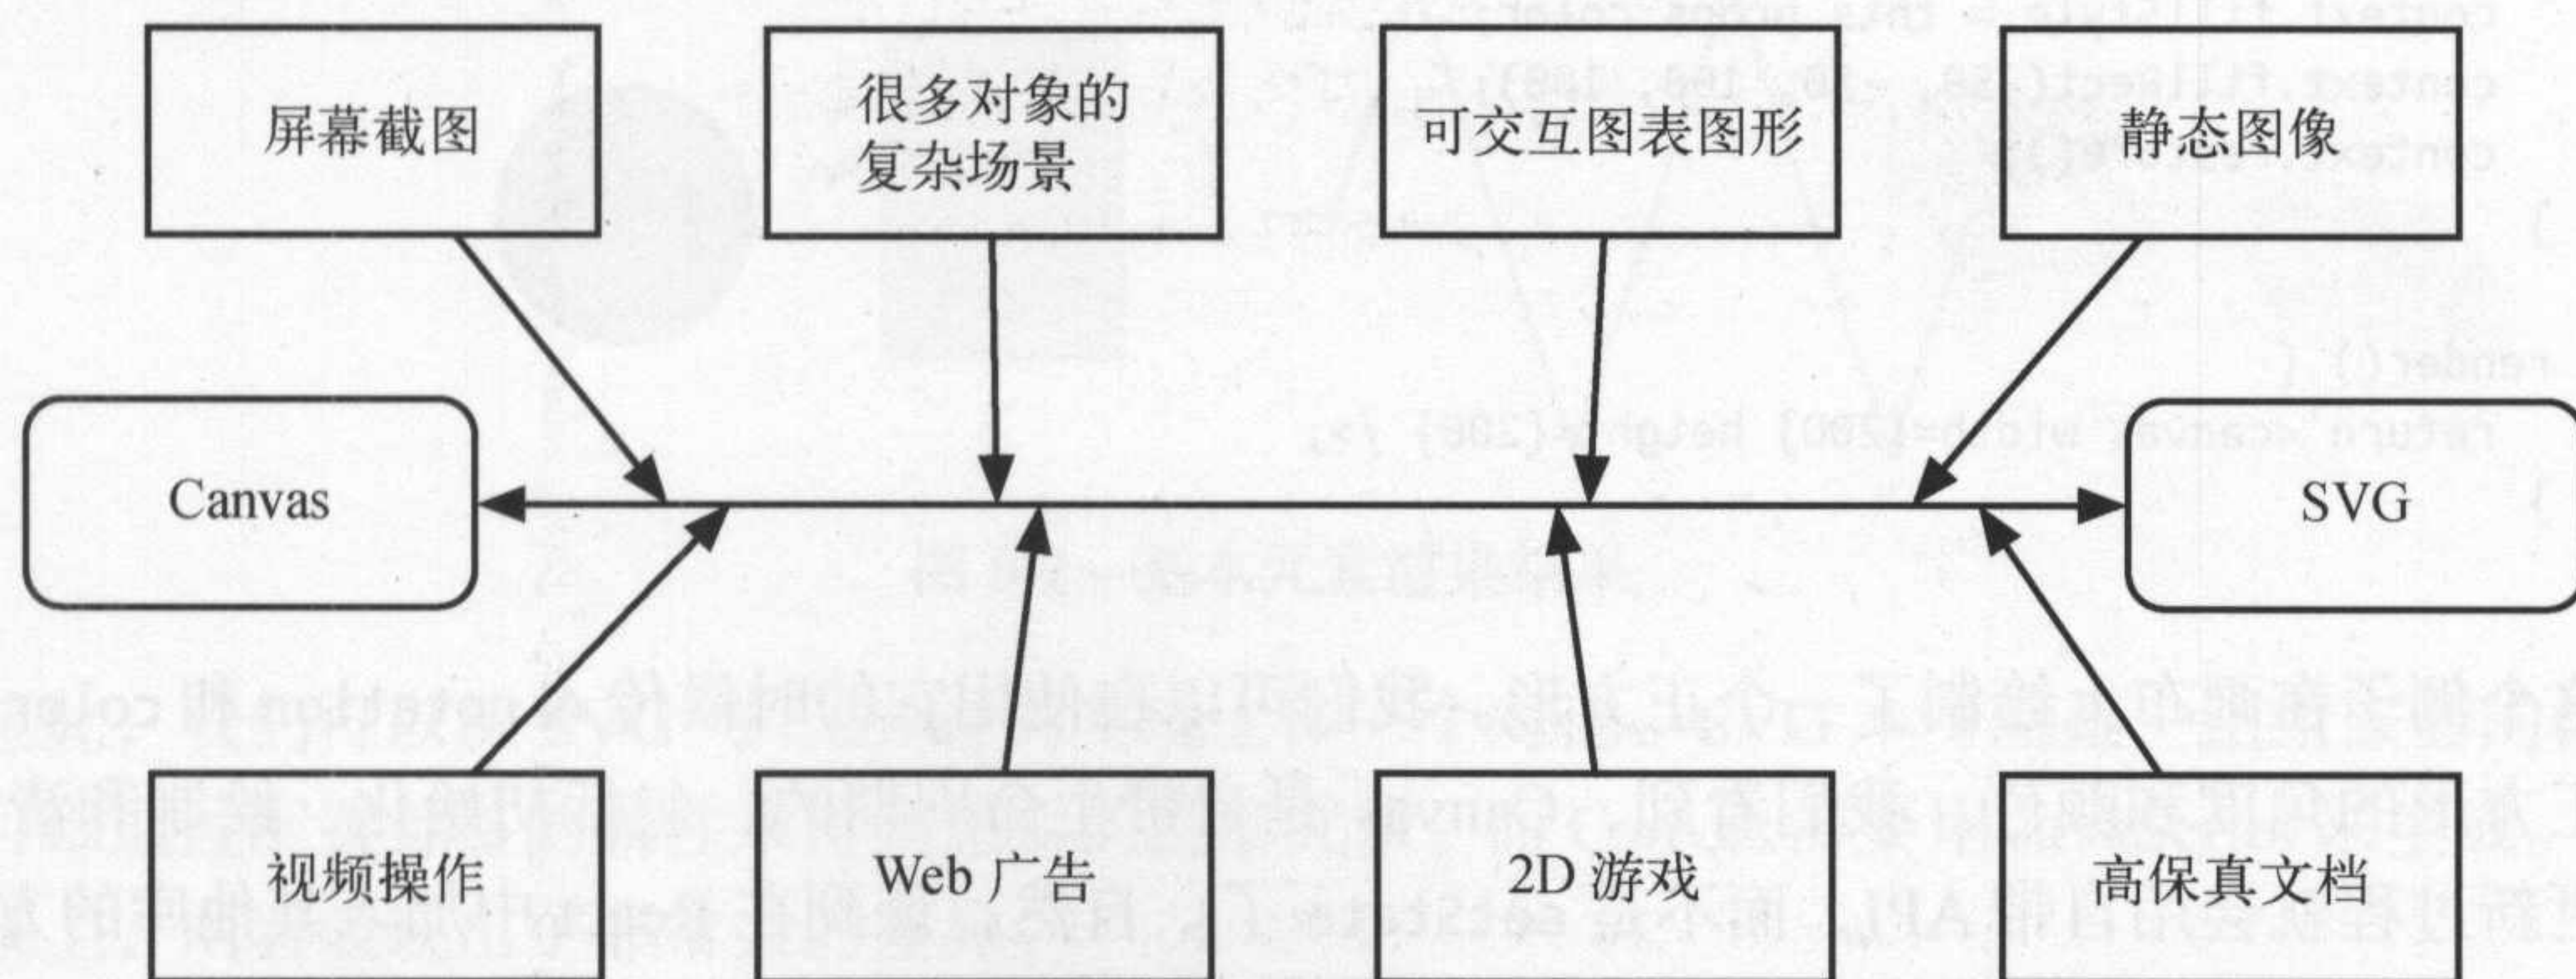 屏幕截图
很多对象的
复杂场景
可交互图表图形
静态图像
Canvas
SVG
视频操作
Web 广告
2D 游戏
高保真文档